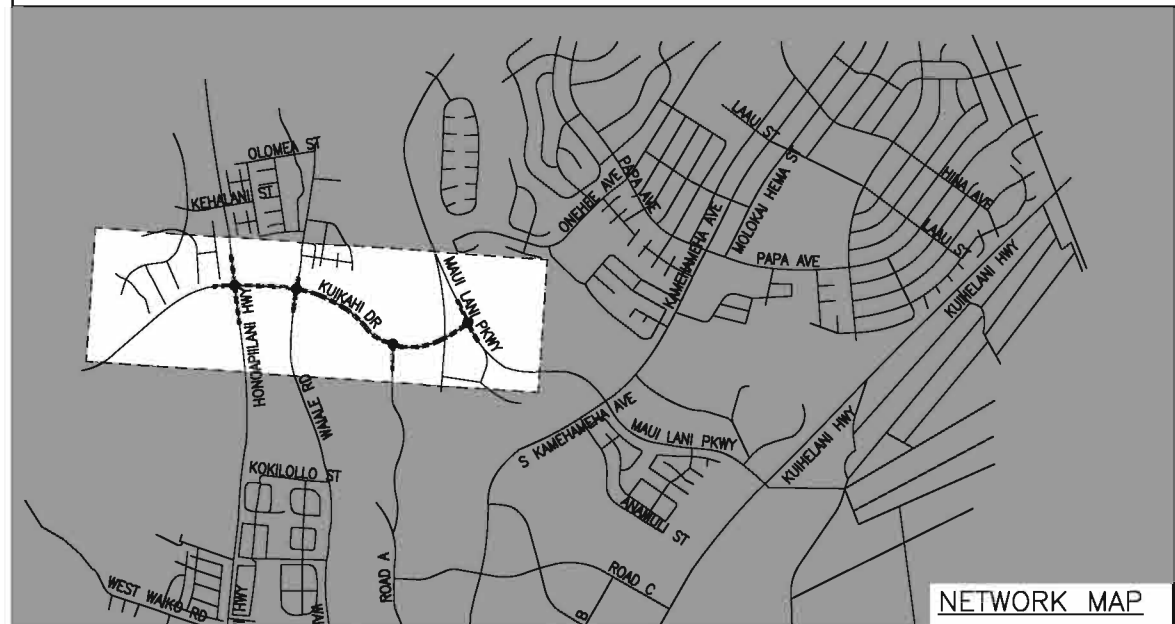 OLOMEA ST
KEHALANI ST
HONOAPIILANI HWY
WAIALE RD
KUIKAHI DR
MAUI LANI PKWY
ONEHEE AVE
PAPA AVE
LAAU ST
MOLOKAI HEMA ST
KAMEHAMEHA AVE
PAPA AVE
HINA AVE
LAAU ST
KUIHELANI HWY
KOKILOLLO ST
S KAMEHAMEHA AVE
MAUI LANI PKWY
KUIHELANI HWY
ANAMULI ST
ROAD A
ROAD C
B
WEST WAIKO RD
HWY
WAI
NETWORK MAP